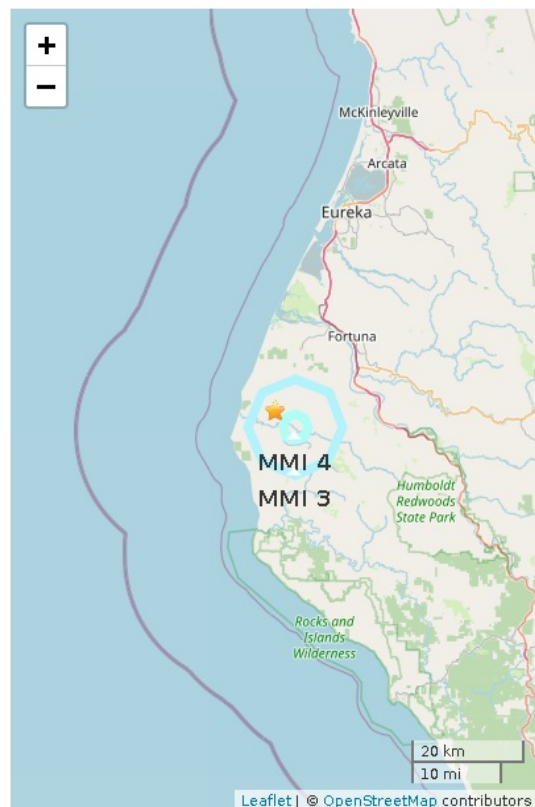 +
−
McKinleyville
Arcata
Eureka
Fortuna
MMI 4
MMI 3
Humboldt
Redwoods
State Park
Rocks and
Islands
Wilderness
20 km
10 mi
Leaflet | © OpenStreetMap contributors